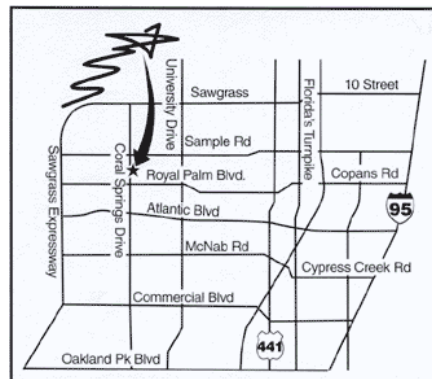 University Drive
Florida's Turnpike
Sawgrass
10 Street
Sample Rd
Sawgrass Expressway
Coral Springs Drive
Royal Palm Blvd.
Copans Rd
Atlantic Blvd
95
McNab Rd
Cypress Creek Rd
Commercial Blvd
441
Oakland Pk Blvd